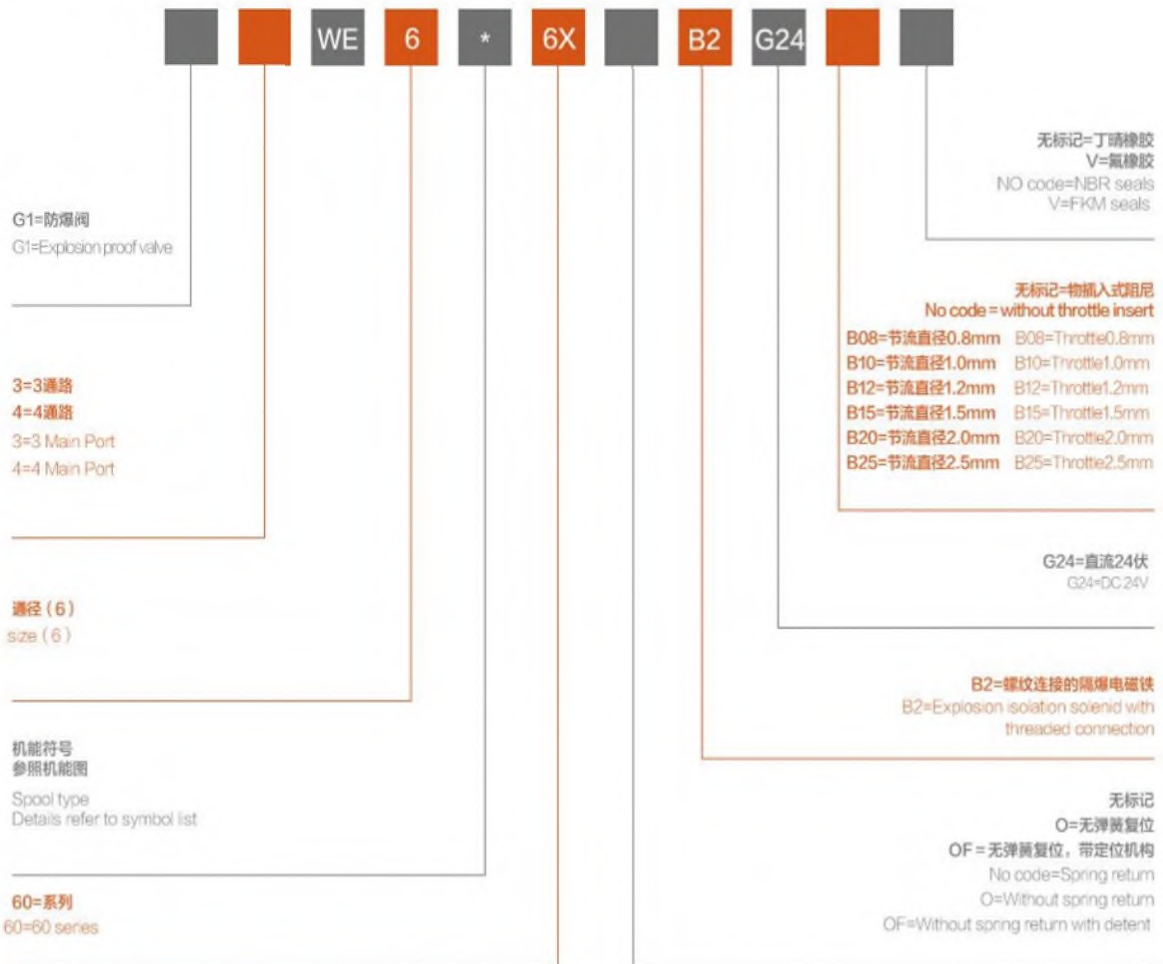 WE 6 * 6X B2 G24
G1=防爆阀
G1=Explosion proof valve
3=3通路
4=4通路
3=3 Main Port
4=4 Main Port
通径 ( 6 )
size ( 6 )
机能符号
参照机能图
Spool type
Details refer to symbol list
60=系列
60=60 series
无标记=丁晴橡胶
V=氟橡胶
NO code=NBR seals
V=FKM seals
无标记=物插入式阻尼
No code = without throttle insert
B08=节流直径0.8mm B08=Throttle0.8mm
B10=节流直径1.0mm B10=Throttle1.0mm
B12=节流直径1.2mm B12=Throttle1.2mm
B15=节流直径1.5mm B15=Throttle1.5mm
B20=节流直径2.0mm B20=Throttle2.0mm
B25=节流直径2.5mm B25=Throttle2.5mm
G24=直流24伏
G24=DC 24V
B2=螺纹连接的隔爆电磁铁
B2=Explosion isolation solenid with
threaded connection
无标记
O=无弹簧复位
OF=无弹簧复位，带定位机构
No code=Spring return
O=Without spring return
OF=Without spring return with detent